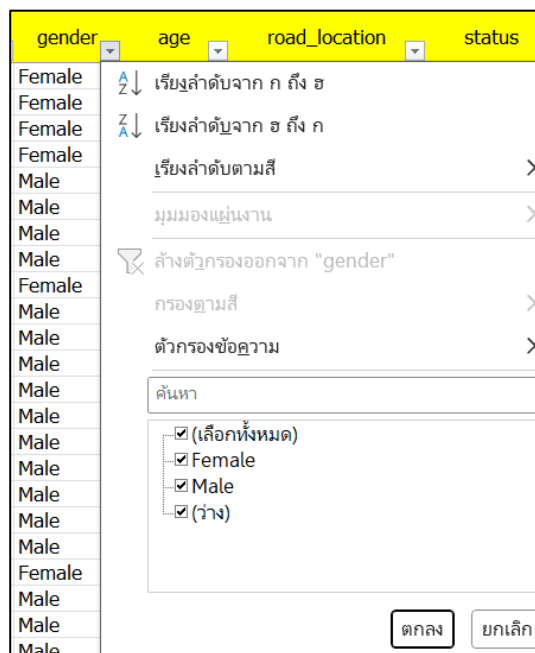 gender age road_location status
Female
Female
Female
Female
Male
Male
Male
Male
Female
Male
Male
Male
Male
Male
Male
Male
Male
Male
Male
Female
Male
Male
Male
เรียงลำดับจาก ก ถึง ฮ
เรียงลำดับจาก ฮ ถึง ก
เรียงลำดับตามสี
มุมมองแผ่นงาน
ล้างตัวกรองออกจาก "gender"
กรองตามสี
ตัวกรองข้อความ
ค้นหา
(เลือกทั้งหมด)
Female
Male
(ว่าง)
ตกลง ยกเลิก